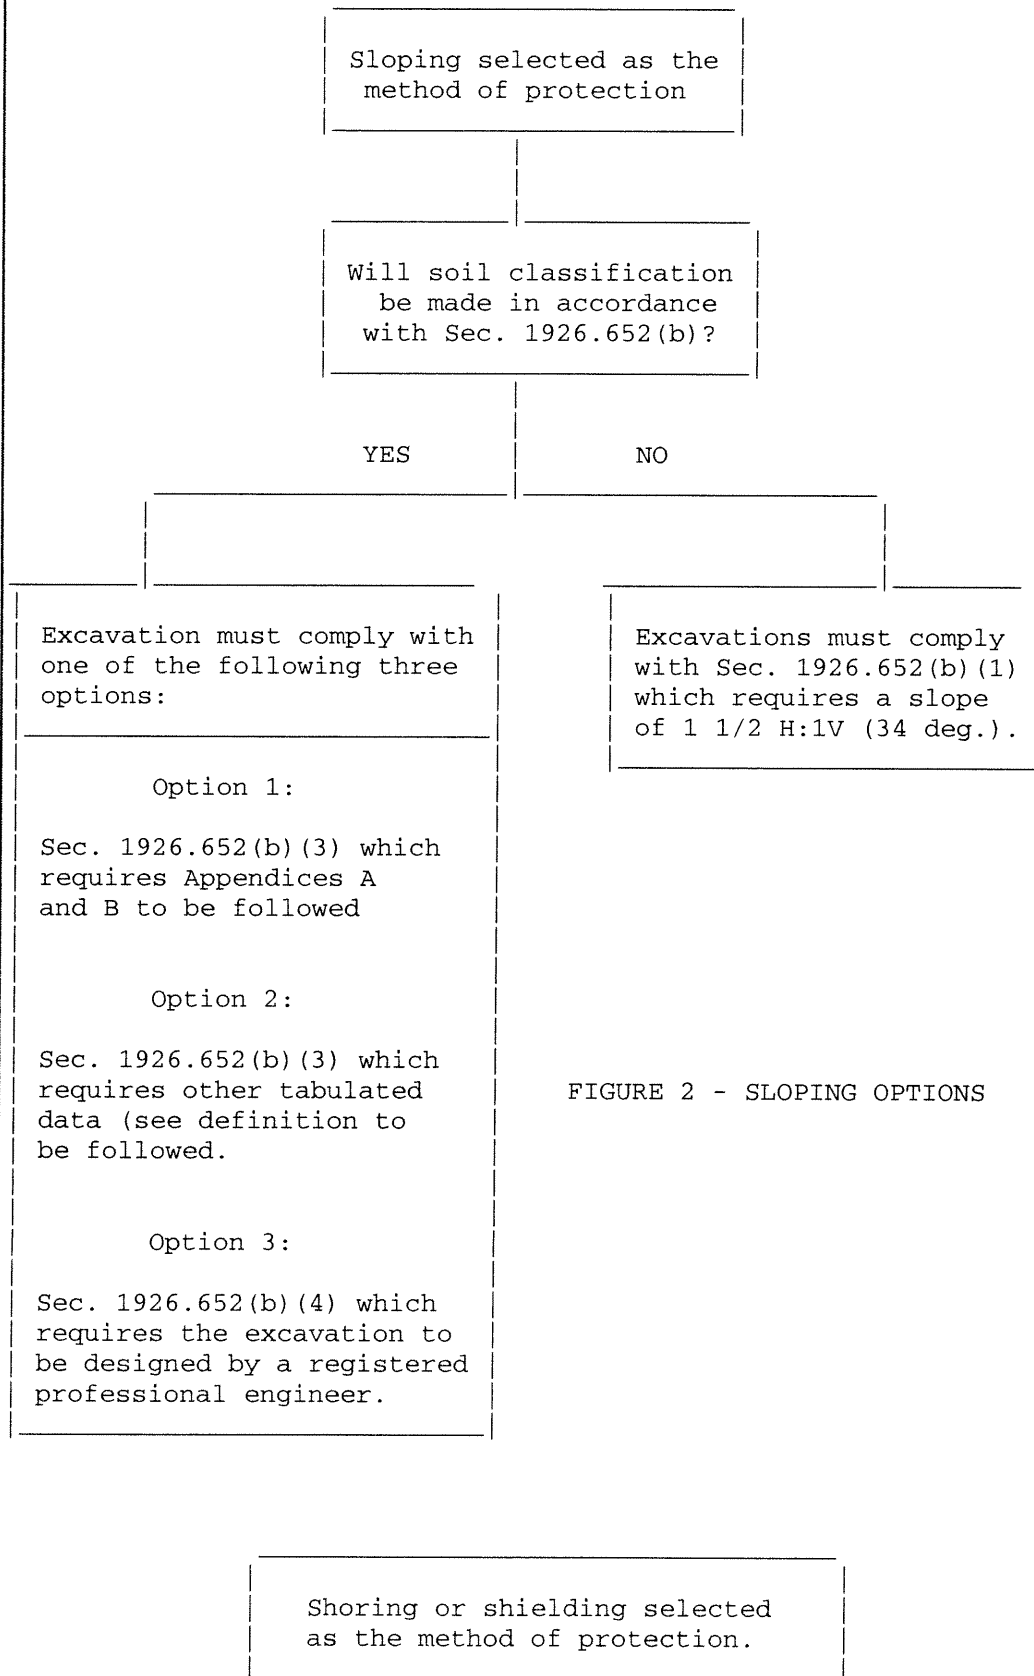 Sloping selected as the
method of protection
Will soil classification
be made in accordance
with Sec. 1926.652(b)?
YES
NO
Excavation must comply with
one of the following three
options:
Option 1:
Sec. 1926.652(b)(3) which
requires Appendices A
and B to be followed
Option 2:
Sec. 1926.652(b)(3) which
requires other tabulated
data (see definition to
be followed.
Option 3:
Sec. 1926.652(b)(4) which
requires the excavation to
be designed by a registered
professional engineer.
Excavations must comply
with Sec. 1926.652(b)(1)
which requires a slope
of 1 1/2 H:1V (34 deg.).
FIGURE 2 - SLOPING OPTIONS
Shoring or shielding selected
as the method of protection.